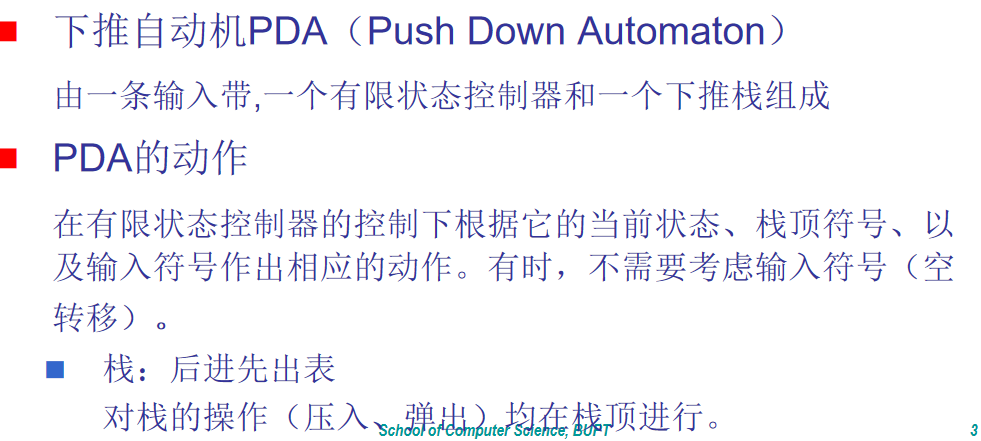 下推自动机PDA（Push Down Automaton）
由一条输入带,一个有限状态控制器和一个下推栈组成
PDA的动作
在有限状态控制器的控制下根据它的当前状态、栈顶符号、以
及输入符号作出相应的动作。有时，不需要考虑输入符号（空
转移）。
栈：后进先出表
对栈的操作（压入、弹出）均在栈顶进行。
School of Computer Science, BUPT
3